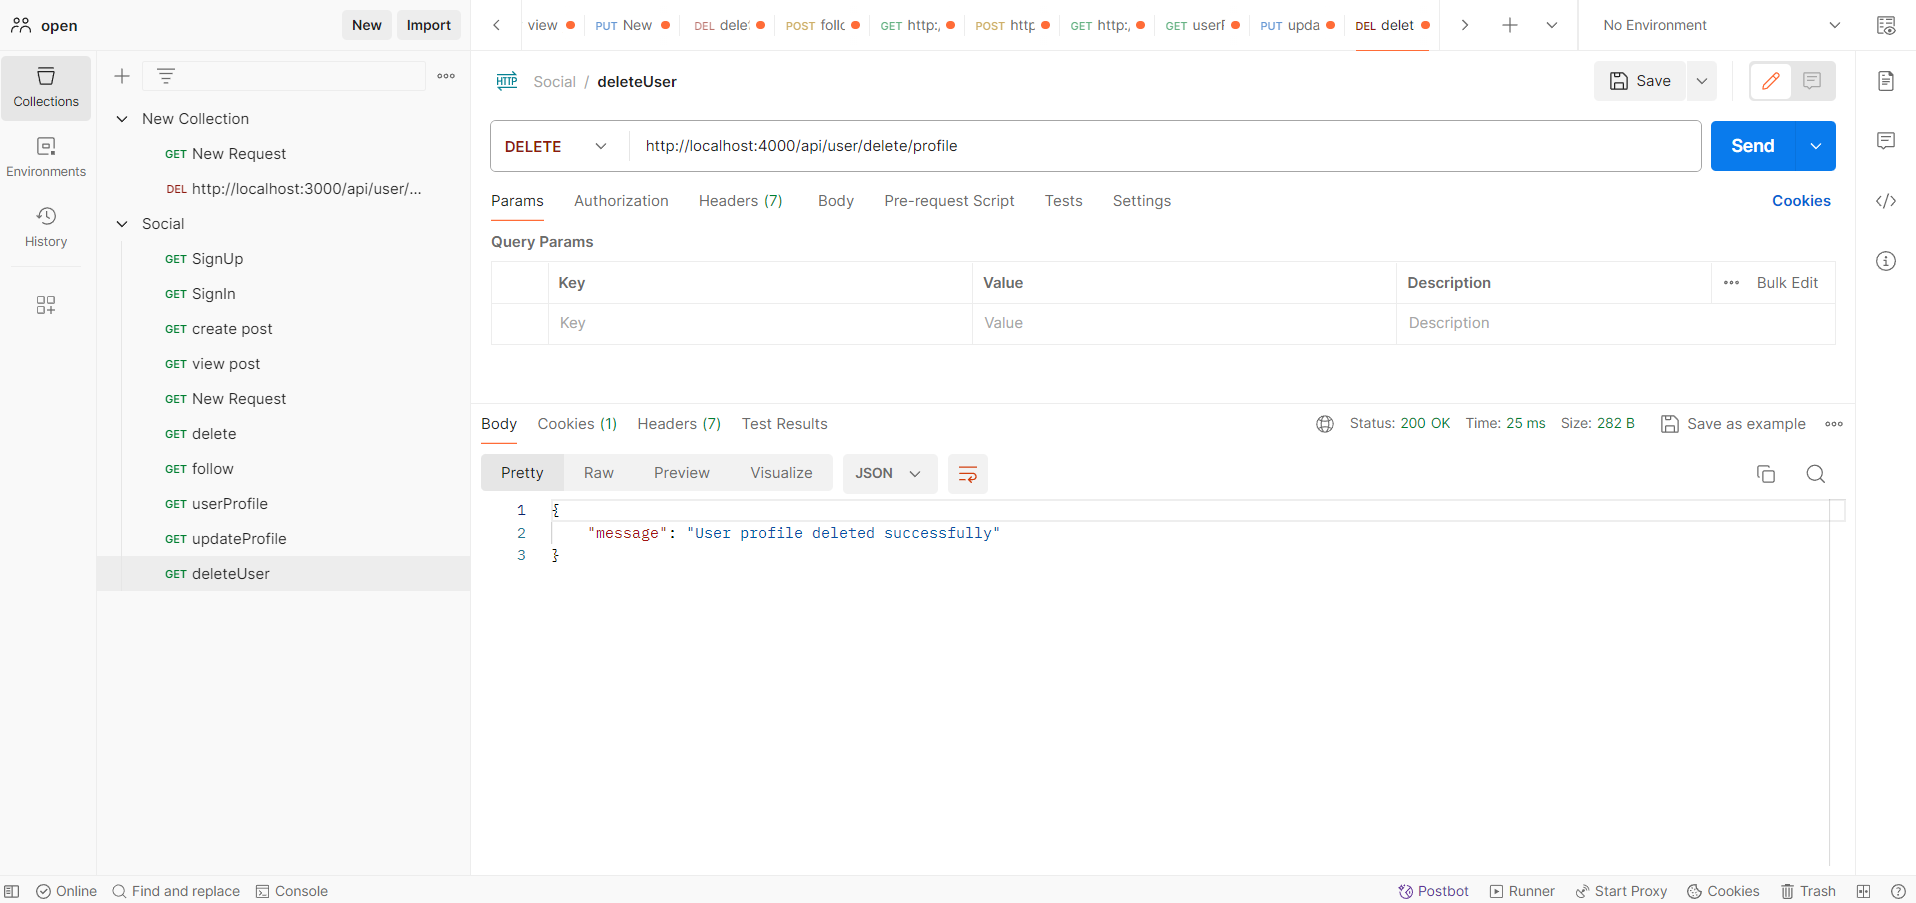 open
New
Import
view
PUT New
DEL delet
POST follo
GET http:/
POST http
GET http:/
GET userP
PUT upda
DEL delet
No Environment
Collections
Environments
History
New Collection
GET New Request
DEL http://localhost:3000/api/user/...
Social
GET SignUp
GET SignIn
GET create post
GET view post
GET New Request
GET delete
GET follow
GET userProfile
GET updateProfile
GET deleteUser
HTTP Social / deleteUser
Save
DELETE http://localhost:4000/api/user/delete/profile
Send
Params Authorization Headers (7) Body Pre-request Script Tests Settings Cookies
Query Params
Key Value Description Bulk Edit
Key Value Description
Body Cookies (1) Headers (7) Test Results Status: 200 OK Time: 25 ms Size: 282 B Save as example
Pretty Raw Preview Visualize JSON
1 {
2 "message": "User profile deleted successfully"
3 }
Online Find and replace Console Postbot Runner Start Proxy Cookies Trash